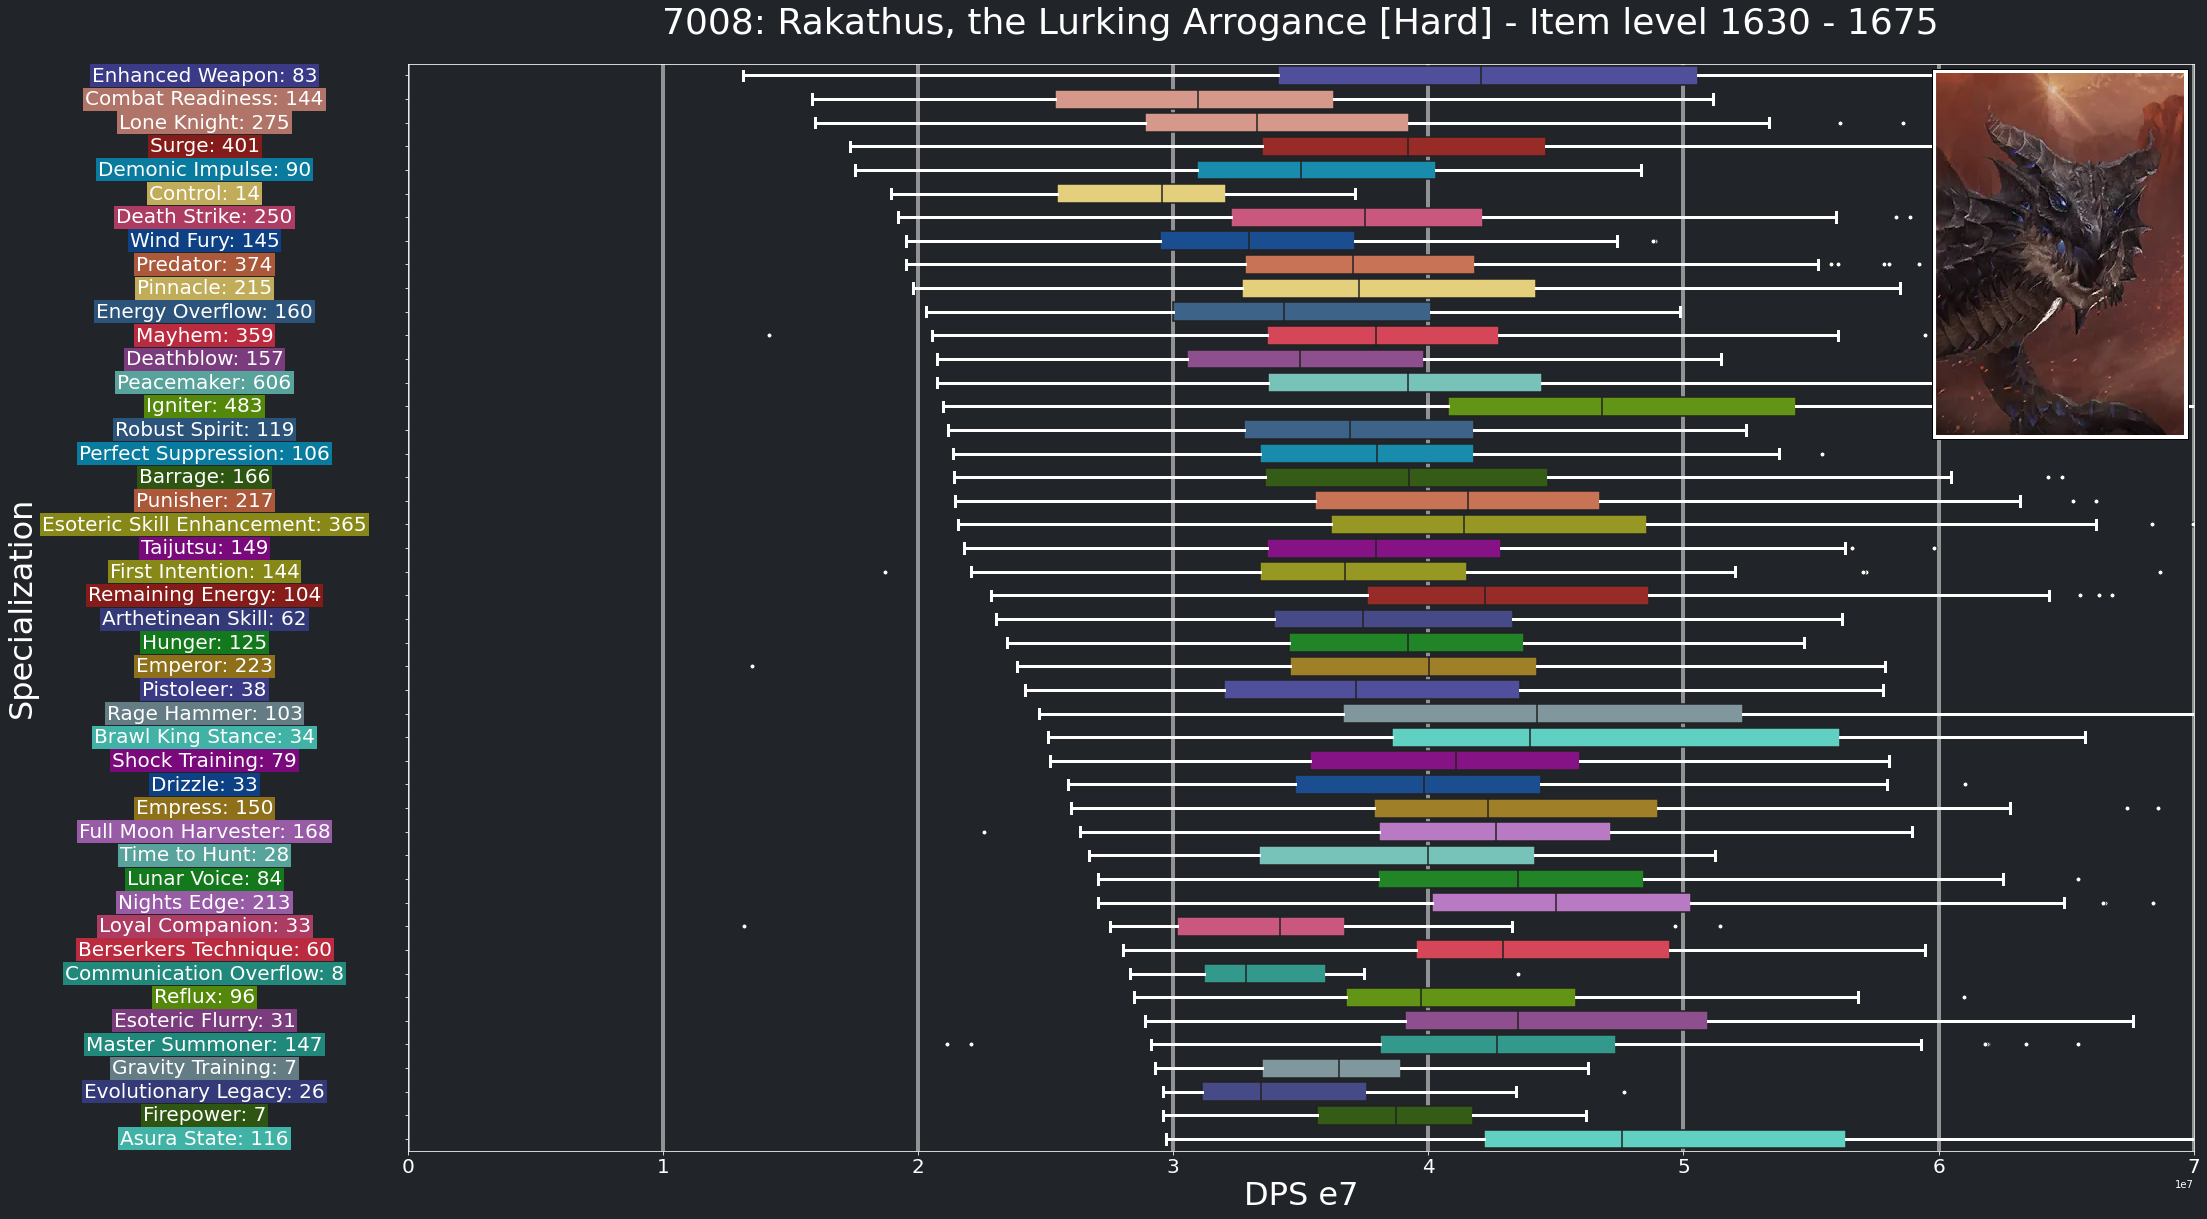 7008: Rakathus, the Lurking Arrogance [Hard] - Item level 1630 - 1675
Specialization
Enhanced Weapon: 83
Combat Readiness: 144
Lone Knight: 275
Surge: 401
Demonic Impulse: 90
Control: 14
Death Strike: 250
Wind Fury: 145
Predator: 374
Pinnacle: 215
Energy Overflow: 160
Mayhem: 359
Deathblow: 157
Peacemaker: 606
Igniter: 483
Robust Spirit: 119
Perfect Suppression: 106
Barrage: 166
Punisher: 217
Esoteric Skill Enhancement: 365
Taijutsu: 149
First Intention: 144
Remaining Energy: 104
Arthetinean Skill: 62
Hunger: 125
Emperor: 223
Pistoleer: 38
Rage Hammer: 103
Brawl King Stance: 34
Shock Training: 79
Drizzle: 33
Empress: 150
Full Moon Harvester: 168
Time to Hunt: 28
Lunar Voice: 84
Nights Edge: 213
Loyal Companion: 33
Berserkers Technique: 60
Communication Overflow: 8
Reflux: 96
Esoteric Flurry: 31
Master Summoner: 147
Gravity Training: 7
Evolutionary Legacy: 26
Firepower: 7
Asura State: 116
0 1 2 3 4 5 6 7
1e7
DPS e7